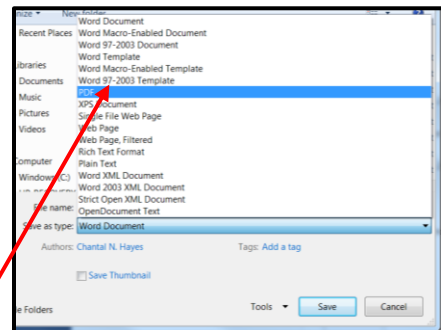 New folder
Word Document
Recent Places
Word Macro-Enabled Document
Word 97-2003 Document
Word Template
Libraries
Word Macro-Enabled Template
Documents
Word 97-2003 Template
Music
PDF
XPS Document
Pictures
Single File Web Page
Videos
Web Page
Web Page, Filtered
Rich Text Format
Computer
Plain Text
Windows (C:)
Word XML Document
Word 2003 XML Document
Strict Open XML Document
File name:
OpenDocument Text
Save as type:
Word Document
Authors: Chantal N. Hayes
Tags: Add a tag
Save Thumbnail
Folders
Tools
Save
Cancel